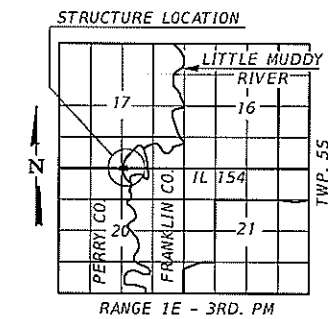 STRUCTURE LOCATION
LITTLE MUDDY
RIVER
17
16
N
IL 154
TWP. 5S
PERRY CO.
FRANKLIN CO.
20
21
RANGE 1E - 3RD. PM